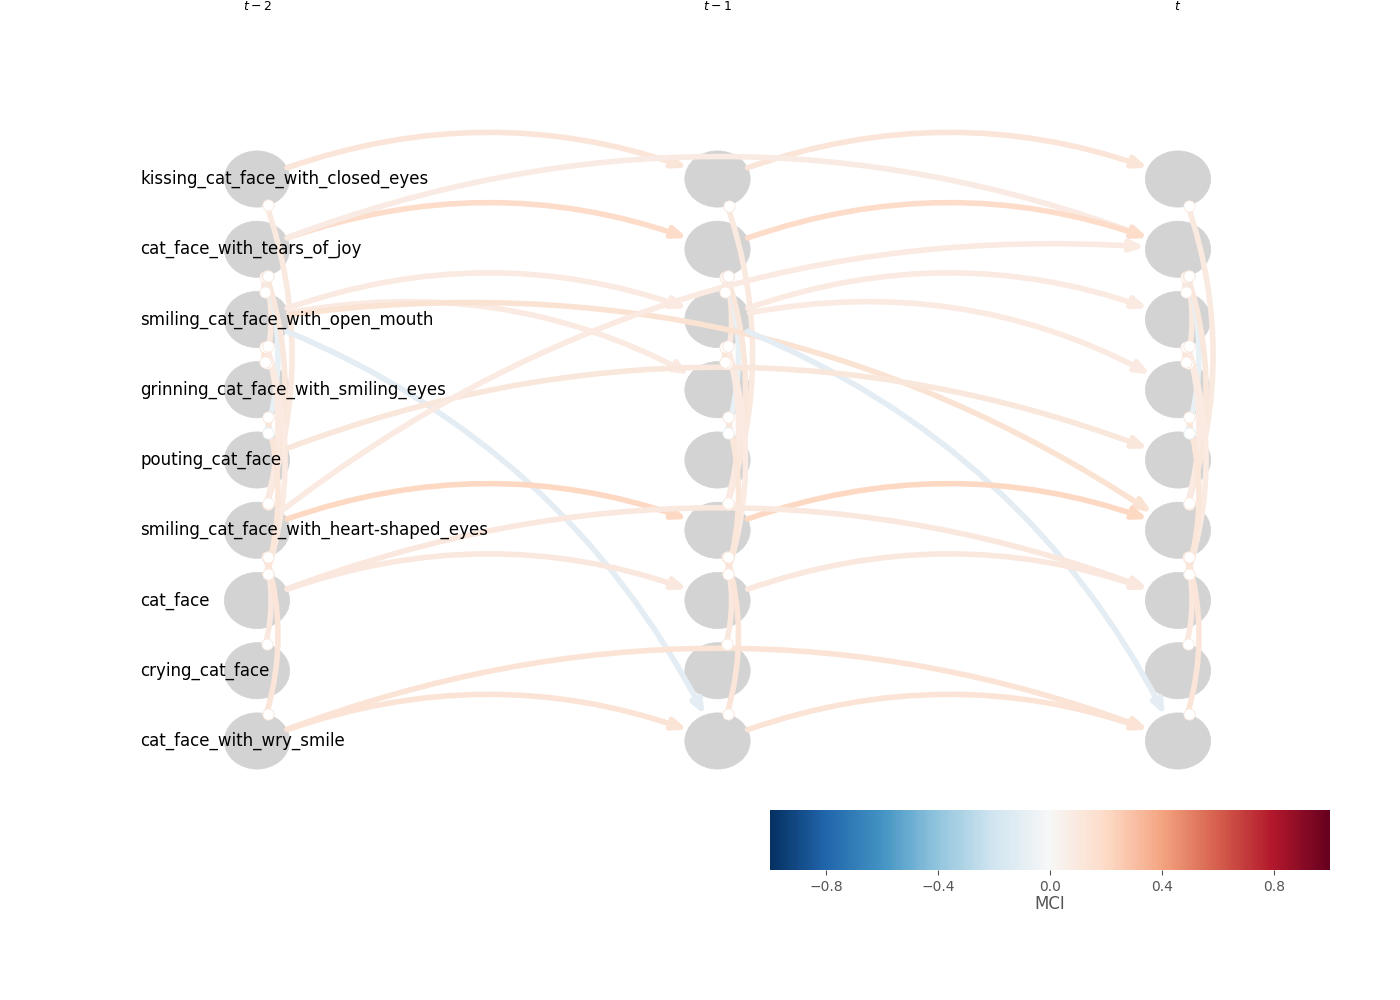 t − 2 t − 1 t
kissing_cat_face_with_closed_eyes
cat_face_with_tears_of_joy
smiling_cat_face_with_open_mouth
grinning_cat_face_with_smiling_eyes
pouting_cat_face
smiling_cat_face_with_heart-shaped_eyes
cat_face
crying_cat_face
cat_face_with_wry_smile
−0.8 −0.4 0.0 0.4 0.8
MCI